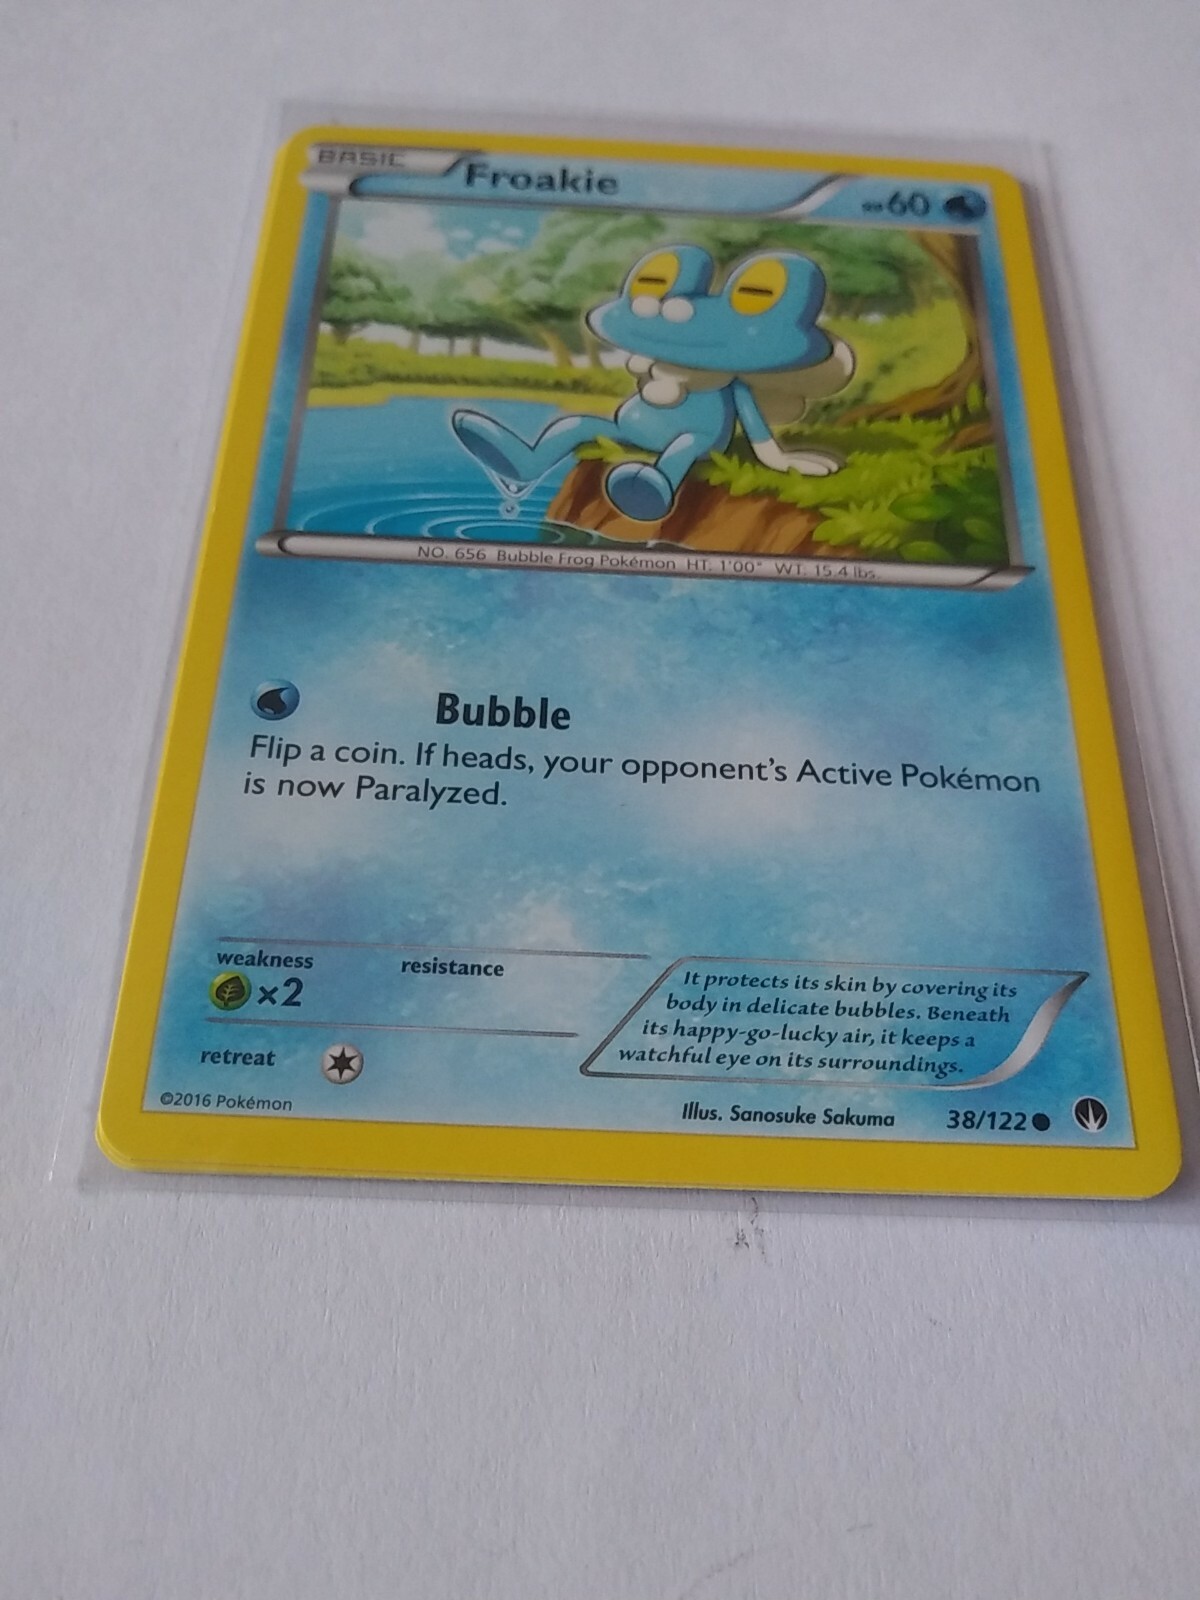 BASIC
Froakie
HP60
NO. 656 Bubble Frog Pokémon HT: 1'00" WT: 15.4 lbs.
Bubble
Flip a coin. If heads, your opponent's Active Pokémon
is now Paralyzed.
weakness
resistance
×2
It protects its skin by covering its
body in delicate bubbles. Beneath
its happy-go-lucky air, it keeps a
watchful eye on its surroundings.
retreat
©2016 Pokémon
Illus. Sanosuke Sakuma
38/122